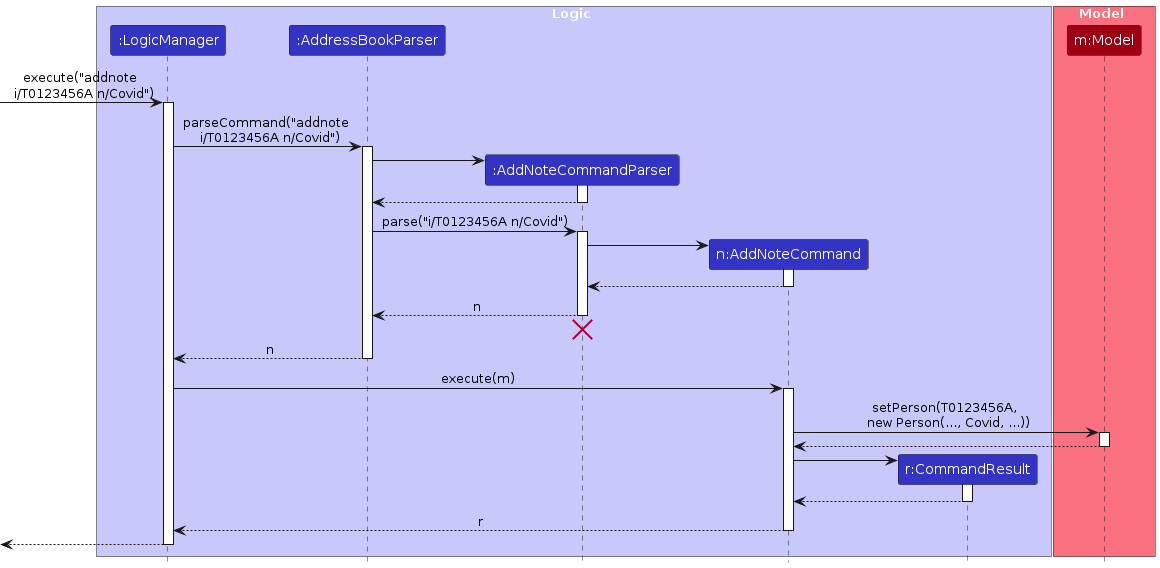 Logic
Model
:LogicManager
:AddressBookParser
m:Model
execute("addnote
i/T0123456A n/Covid")
parseCommand("addnote
i/T0123456A n/Covid")
:AddNoteCommandParser
parse("i/T0123456A n/Covid")
n:AddNoteCommand
n
n
execute(m)
setPerson(T0123456A,
new Person(..., Covid, ...))
r:CommandResult
r